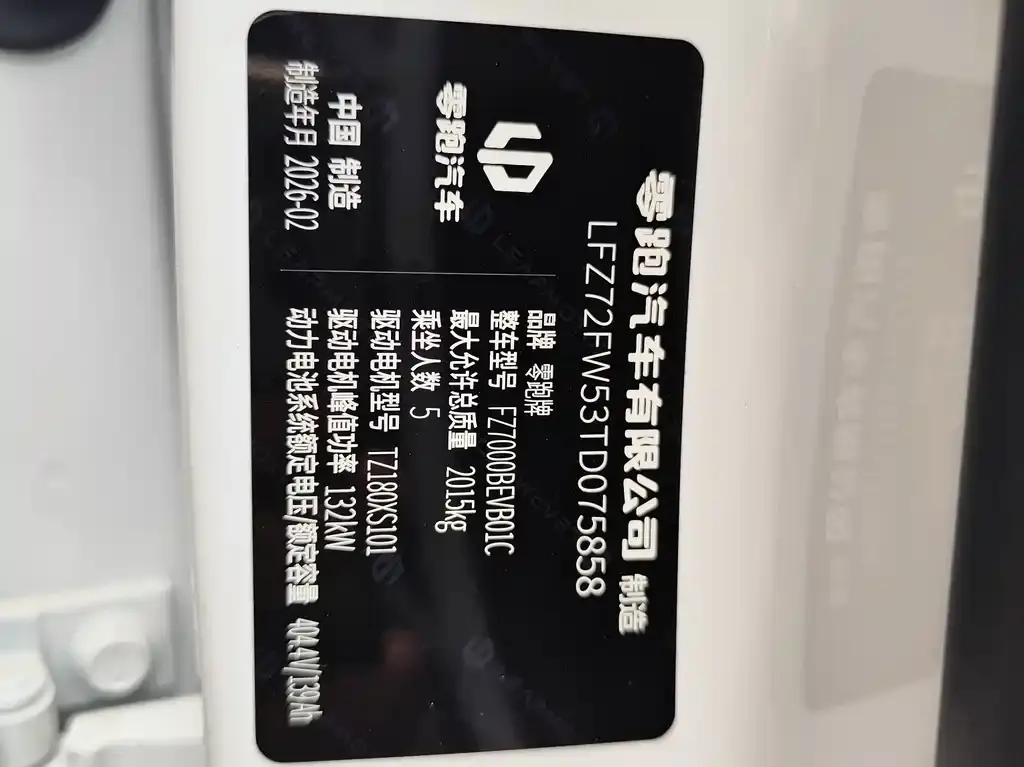 零跑汽车有限公司 制造
LFZ72FW53TD075858
零跑汽车
中国 制造
制造年月 2026-02
品牌 零跑牌
整车型号 FZ7000BEVB01C
最大允许总质量 2015kg
乘坐人数 5
驱动电机型号 TZ180XS101
驱动电机峰值功率 132kW
动力电池系统额定电压/额定容量 404.4V/139Ah